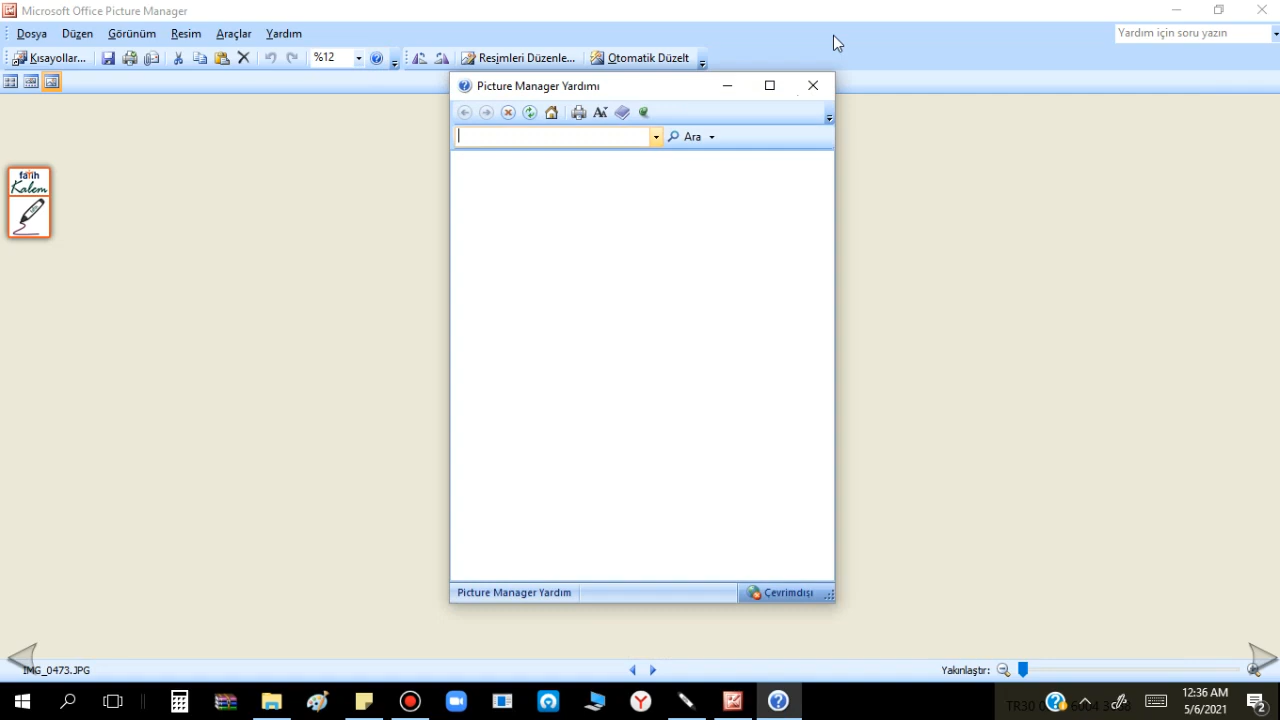 Microsoft Office Picture Manager
Dosya Düzen Görünüm Resim Araçlar Yardım
Yardım için soru yazın
Kısayollar... %12 Resimleri Düzenle... Otomatik Düzelt
Picture Manager Yardımı
Ara
fatih
Kalem
Picture Manager Yardım
Çevrimdışı
IMG_0473.JPG
Yakınlaştır:
12:36 AM
5/6/2021
2